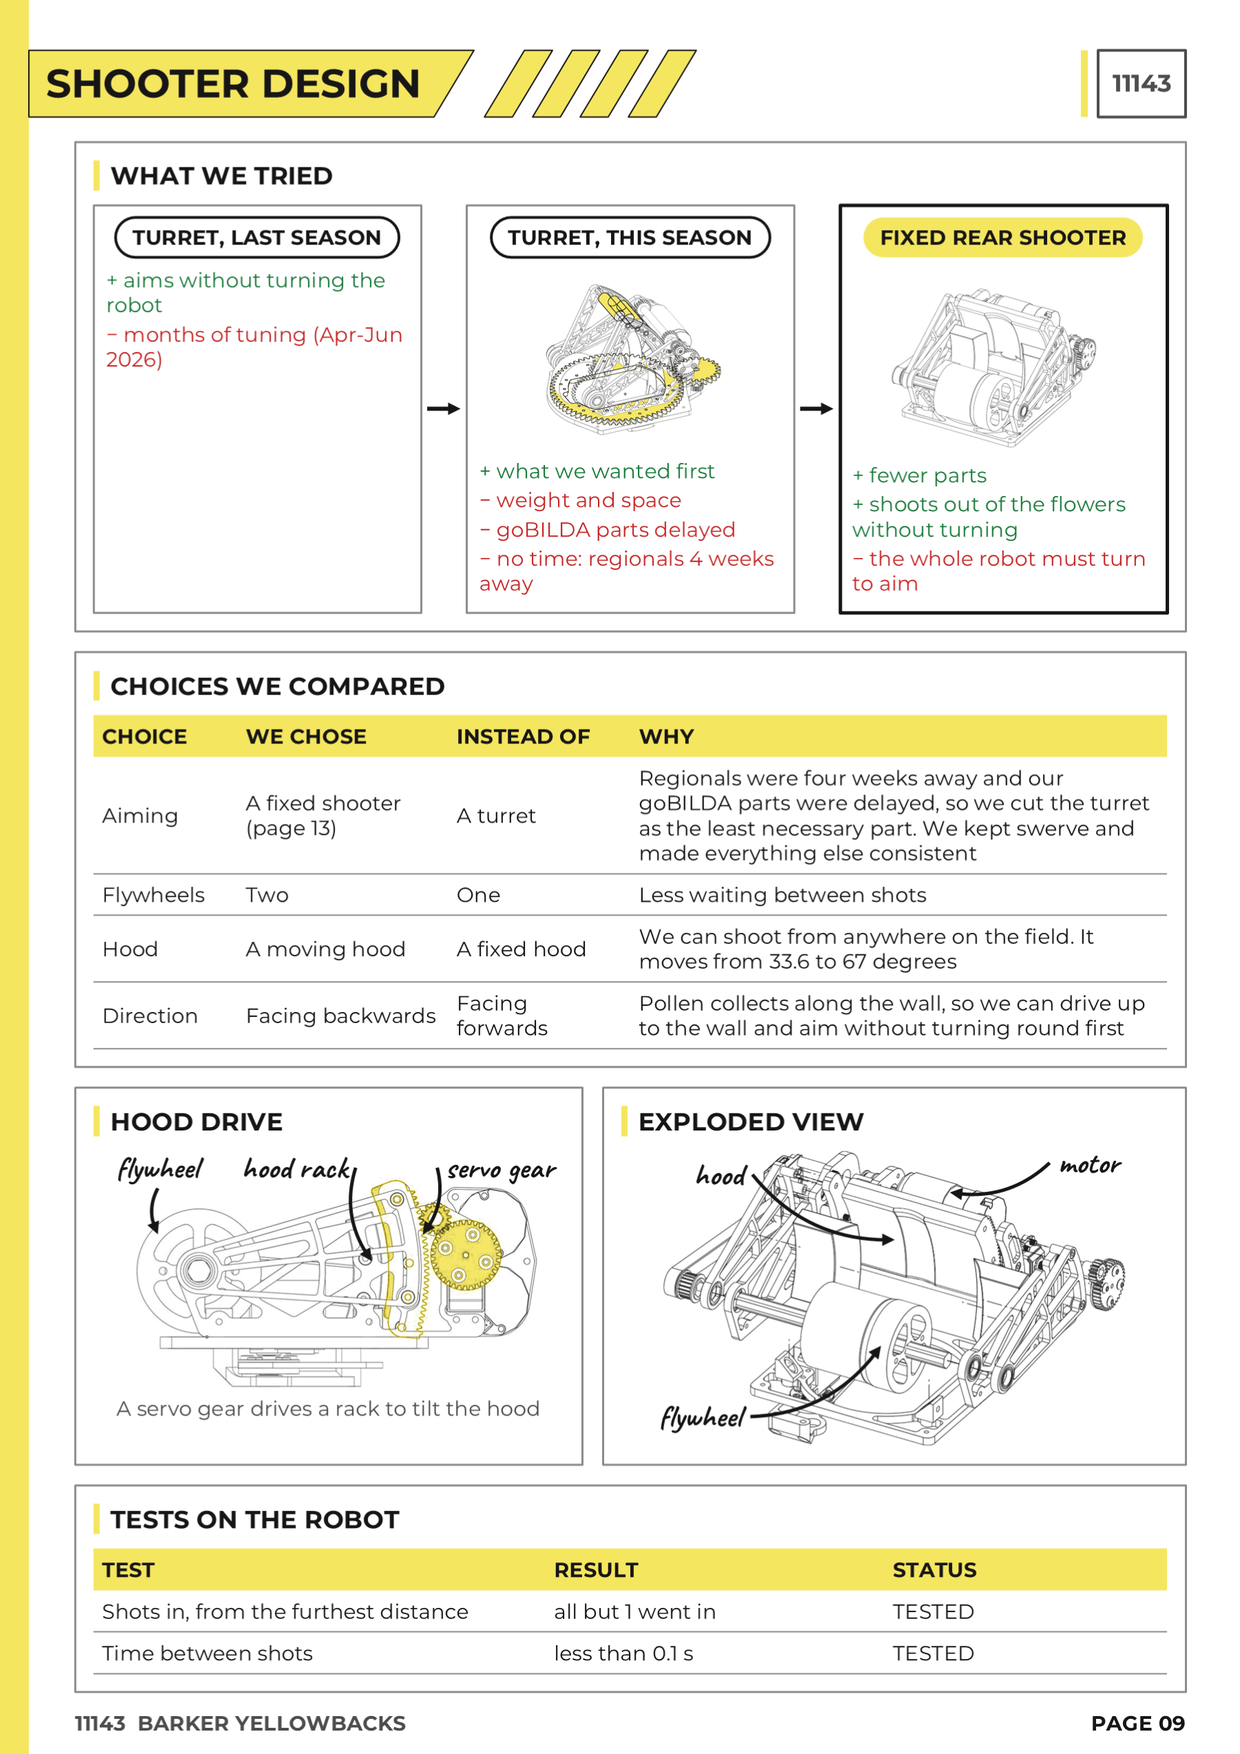 SHOOTER DESIGN
11143
WHAT WE TRIED
TURRET, LAST SEASON
+ aims without turning the
robot
− months of tuning (Apr-Jun
2026)
TURRET, THIS SEASON
+ what we wanted first
− weight and space
− goBILDA parts delayed
− no time: regionals 4 weeks
away
FIXED REAR SHOOTER
+ fewer parts
+ shoots out of the flowers
without turning
− the whole robot must turn
to aim
CHOICES WE COMPARED
CHOICE WE CHOSE INSTEAD OF WHY
Aiming
A fixed shooter
(page 13)
A turret
Regionals were four weeks away and our
goBILDA parts were delayed, so we cut the turret
as the least necessary part. We kept swerve and
made everything else consistent
Flywheels Two One Less waiting between shots
Hood A moving hood A fixed hood
We can shoot from anywhere on the field. It
moves from 33.6 to 67 degrees
Direction Facing backwards
Facing
forwards
Pollen collects along the wall, so we can drive up
to the wall and aim without turning round first
HOOD DRIVE
flywheel hood rack servo gear
A servo gear drives a rack to tilt the hood
EXPLODED VIEW
hood
motor
flywheel
TESTS ON THE ROBOT
TEST RESULT STATUS
Shots in, from the furthest distance all but 1 went in TESTED
Time between shots less than 0.1 s TESTED
11143 BARKER YELLOWBACKS
PAGE 09